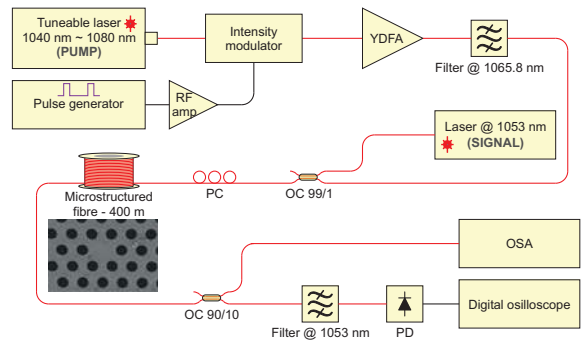 Tuneable laser
1040 nm ~ 1080 nm
(PUMP)
Intensity
modulator
YDFA
Filter @ 1065.8 nm
Pulse generator
RF
amp
Laser @ 1053 nm
(SIGNAL)
Microstructured
fibre - 400 m
PC
OC 99/1
OSA
OC 90/10
Filter @ 1053 nm
PD
Digital osilloscope